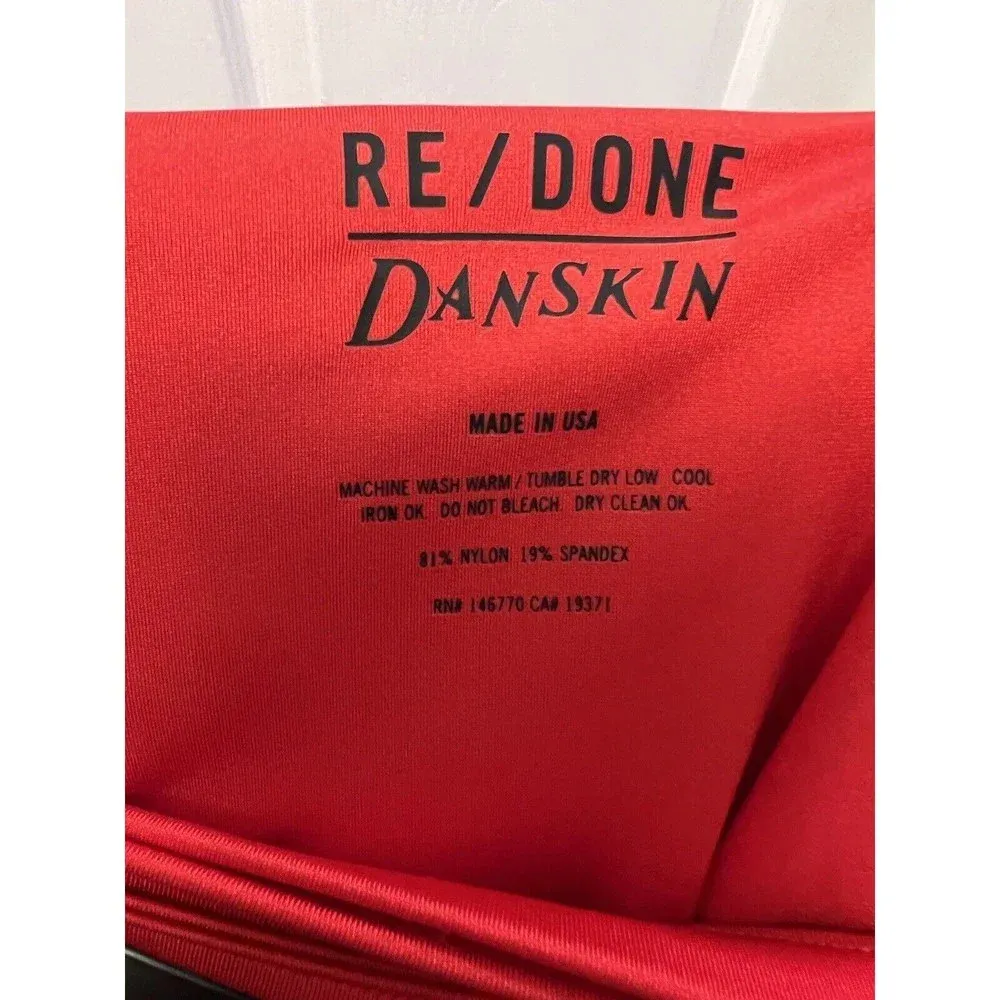 RE/DONE
DANSKIN
MADE IN USA
MACHINE WASH WARM / TUMBLE DRY LOW COOL
IRON OK. DO NOT BLEACH. DRY CLEAN OK.
81% NYLON 19% SPANDEX
RN# 146770 CA# 19371